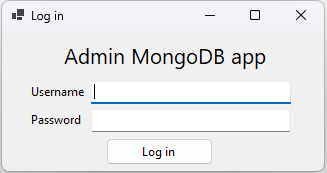 Log in
Admin MongoDB app
Username
Password
Log in